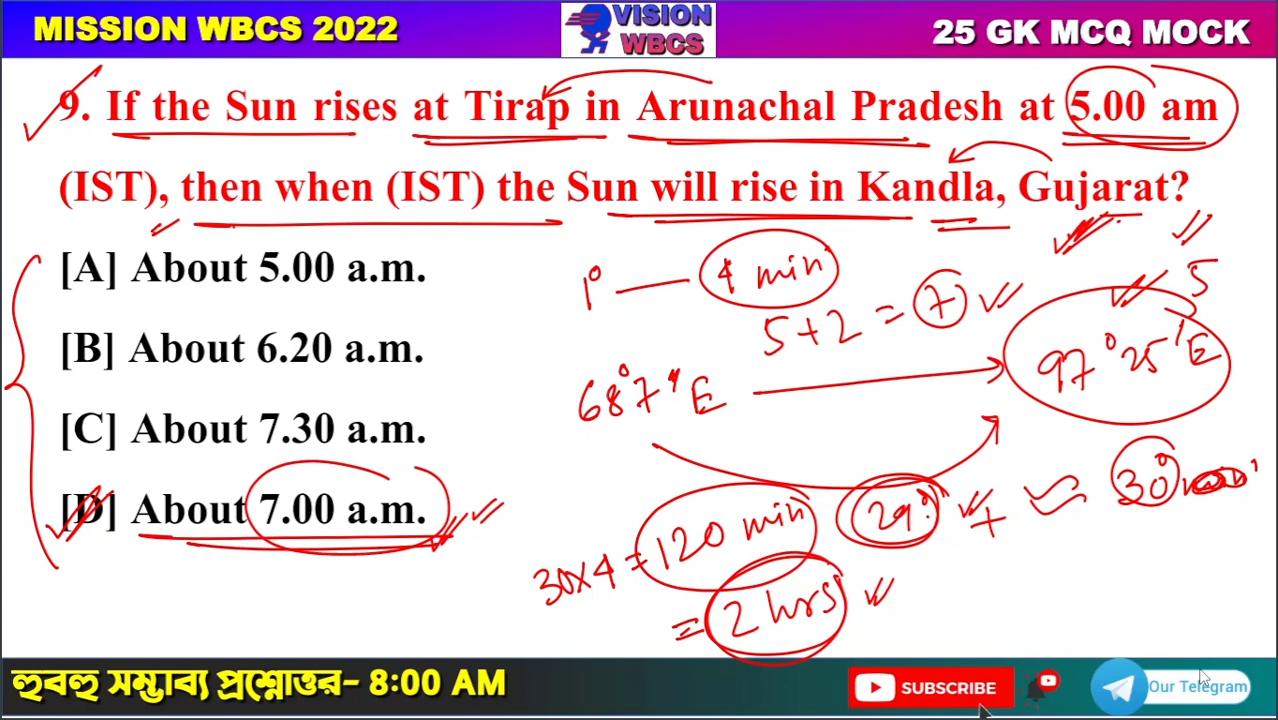 MISSION WBCS 2022
VISION
WBCS
25 GK MCQ MOCK
9. If the Sun rises at Tirap in Arunachal Pradesh at 5.00 am
(IST), then when (IST) the Sun will rise in Kandla, Gujarat?
[A] About 5.00 a.m.
[B] About 6.20 a.m.
[C] About 7.30 a.m.
[D] About 7.00 a.m.
1° — 4 min
5
5+2 = 7
68°7'E
97°25'E
29° + ≃ 30°
30×4 = 120 min
= 2 hrs
হুবহু সম্ভাব্য প্রশ্নোত্তর- 8:00 AM
SUBSCRIBE
Our Telegram